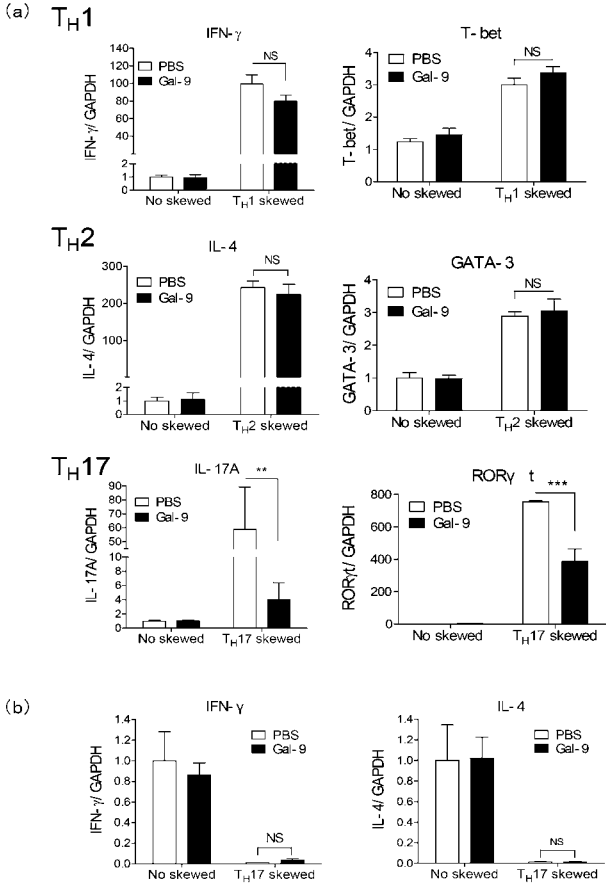 (a)
TH1
IFN-γ
PBS
Gal-9
NS
IFN-γ/ GAPDH
140
120
100
80
60
40
20
2
1
0
No skewed
TH1 skewed
T-bet
PBS
Gal-9
NS
T-bet/ GAPDH
4
3
2
1
0
No skewed
TH1 skewed
TH2
IL-4
PBS
Gal-9
NS
IL-4/ GAPDH
300
200
100
2
1
0
No skewed
TH2 skewed
GATA-3
PBS
Gal-9
NS
GATA-3/ GAPDH
4
3
2
1
0
No skewed
TH2 skewed
TH17
IL-17A
PBS
Gal-9
**
IL-17A/ GAPDH
90
80
70
60
50
10
8
6
4
2
0
No skewed
TH17 skewed
RORγ t
PBS
Gal-9
***
RORγt/ GAPDH
800
600
400
200
0
No skewed
TH17 skewed
(b)
IFN-γ
PBS
Gal-9
NS
IFN-γ/ GAPDH
1.4
1.2
1.0
0.8
0.6
0.4
0.2
0.0
No skewed
TH17 skewed
IL-4
PBS
Gal-9
NS
IL-4/ GAPDH
1.4
1.2
1.0
0.8
0.6
0.4
0.2
0.0
No skewed
TH17 skewed